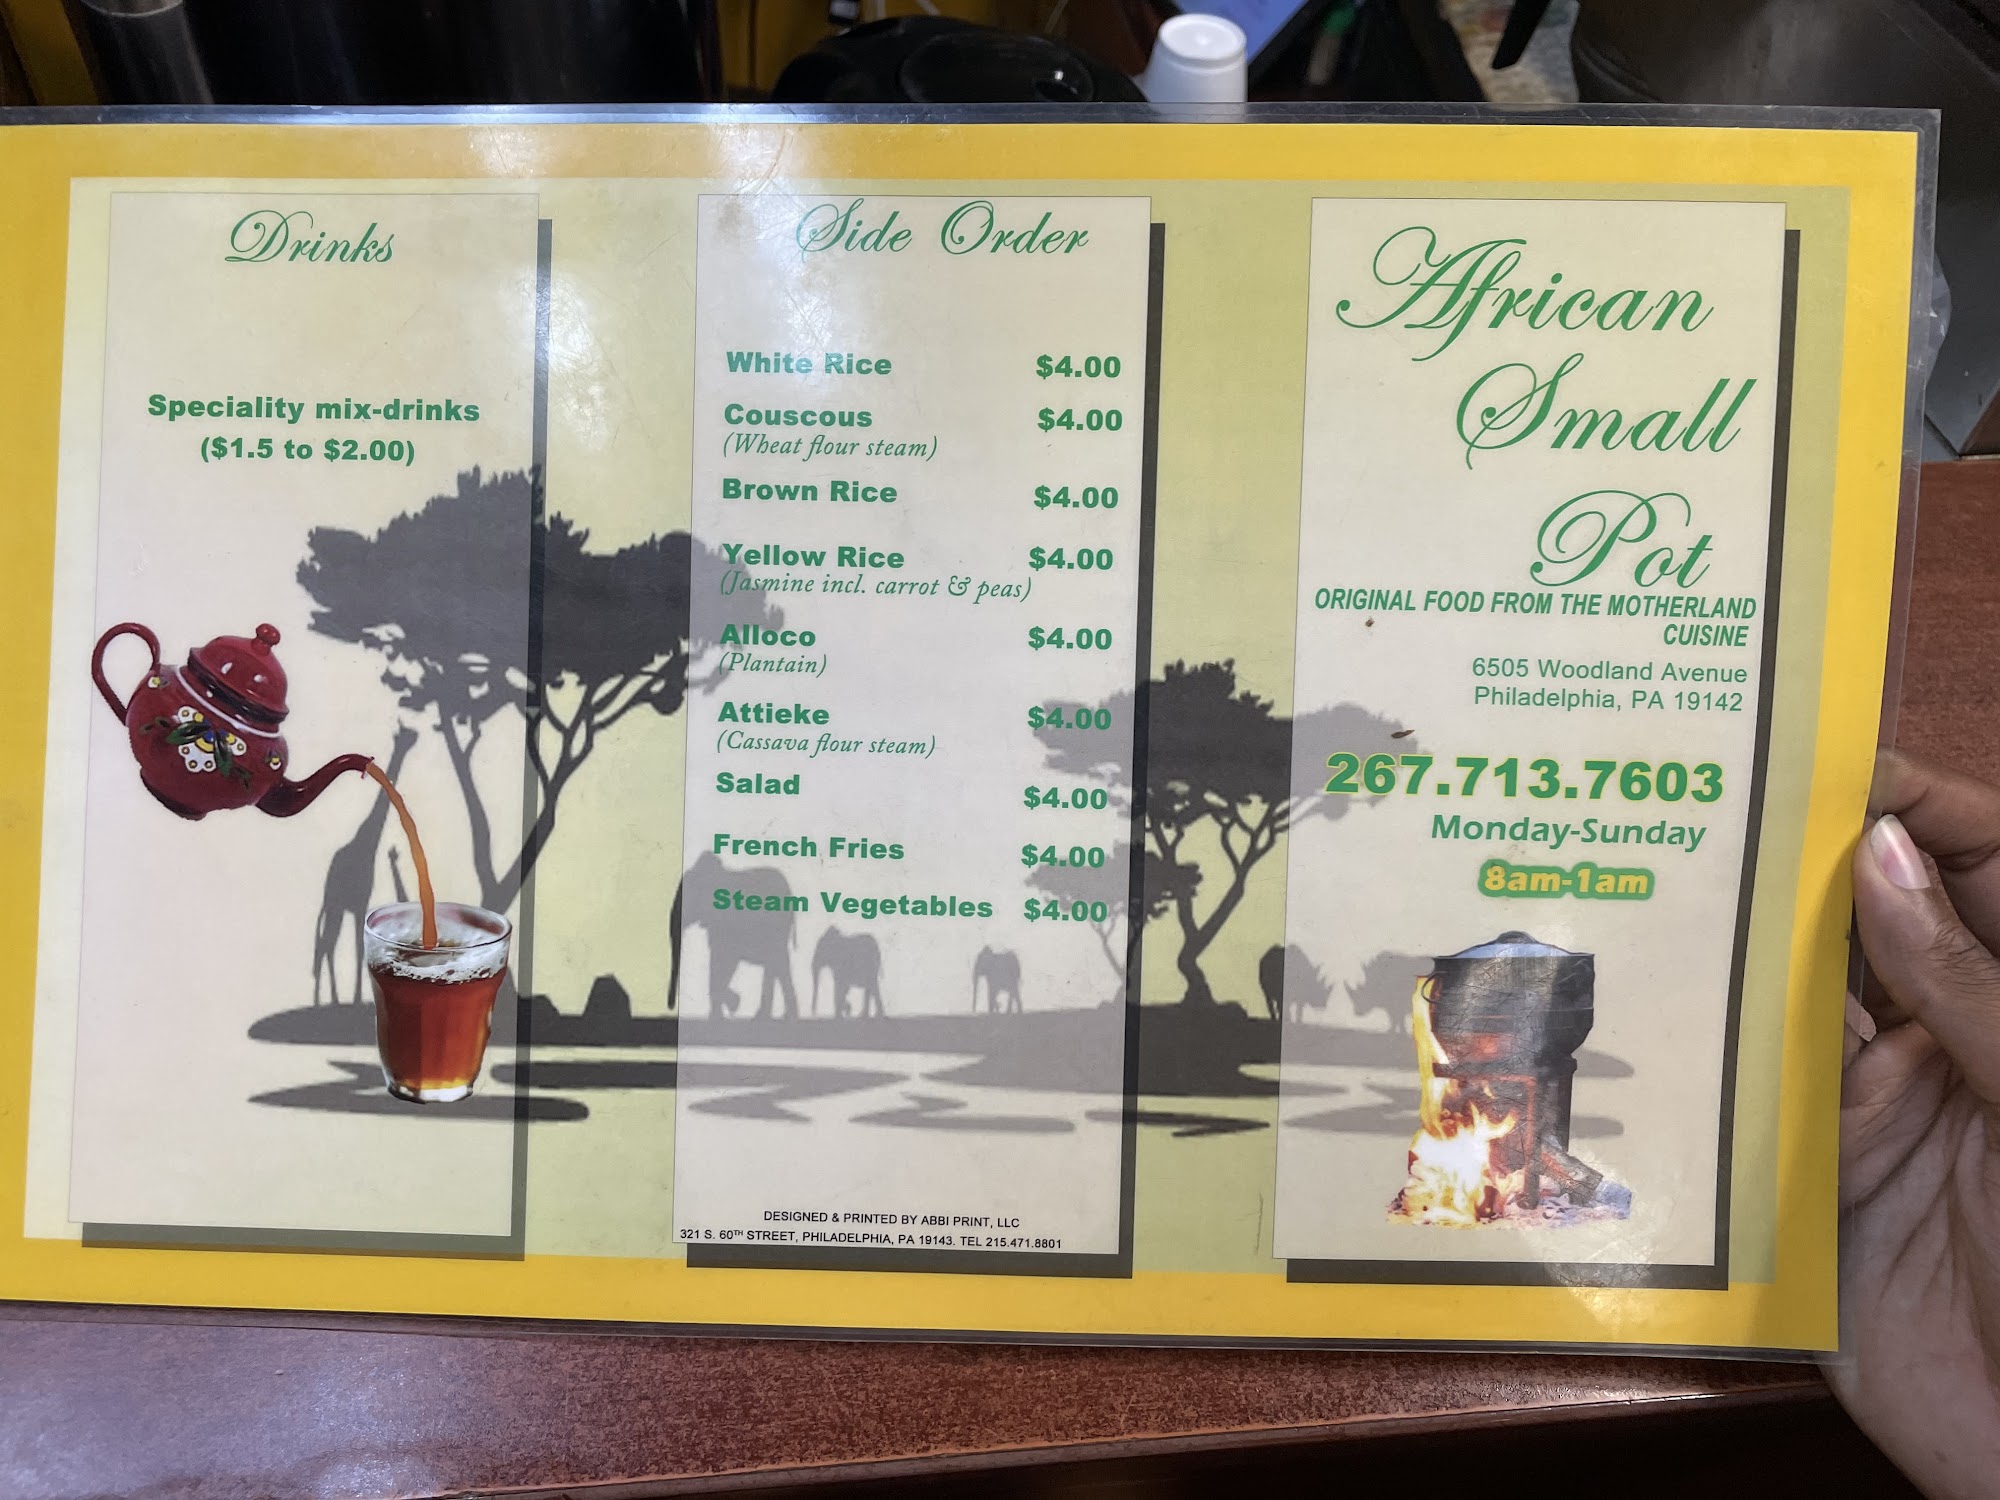 Drinks
Speciality mix-drinks
($1.5 to $2.00)
Side Order
White Rice $4.00
Couscous $4.00
(Wheat flour steam)
Brown Rice $4.00
Yellow Rice $4.00
(Jasmine incl. carrot & peas)
Alloco $4.00
(Plantain)
Attieke $4.00
(Cassava flour steam)
Salad $4.00
French Fries $4.00
Steam Vegetables $4.00
DESIGNED & PRINTED BY ABBI PRINT, LLC
321 S. 60TH STREET, PHILADELPHIA, PA 19143. TEL 215.471.8801
African
Small
Pot
ORIGINAL FOOD FROM THE MOTHERLAND
CUISINE
6505 Woodland Avenue
Philadelphia, PA 19142
267.713.7603
Monday-Sunday
8am-1am